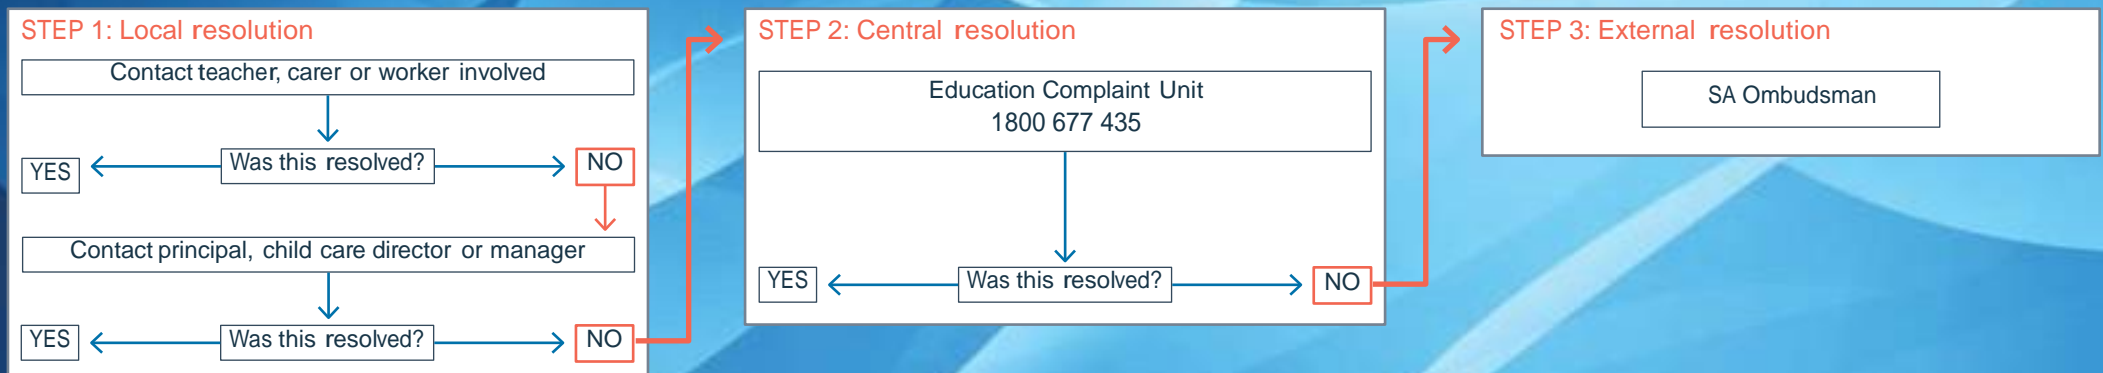 STEP 1: Local resolution
Contact teacher, carer or worker involved
YES
Was this resolved?
NO
Contact principal, child care director or manager
YES
Was this resolved?
NO
STEP 2: Central resolution
Education Complaint Unit
1800 677 435
YES
Was this resolved?
NO
STEP 3: External resolution
SA Ombudsman